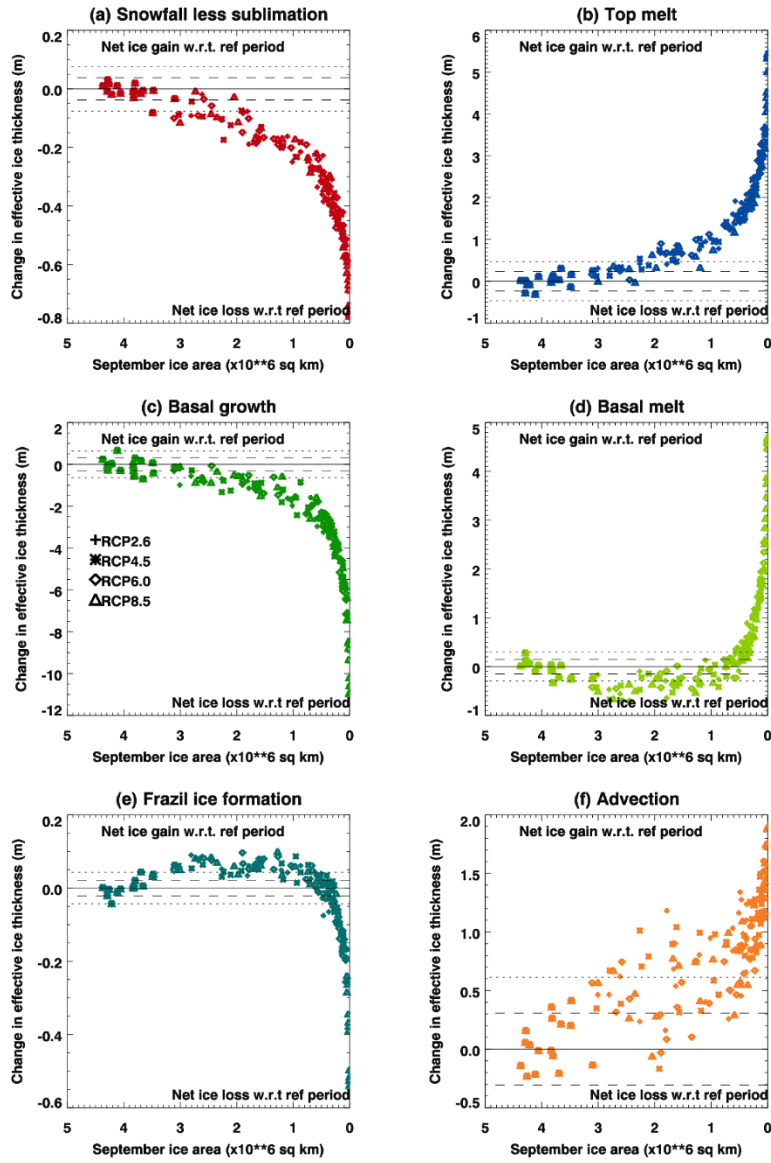 (a) Snowfall less sublimation
Net ice gain w.r.t. ref period
0.2
0.0
-0.2
-0.4
-0.6
-0.8
Change in effective ice thickness (m)
Net ice loss w.r.t ref period
5 4 3 2 1 0
September ice area (x10**6 sq km)
(b) Top melt
Net ice gain w.r.t. ref period
6
5
4
3
2
1
0
-1
Change in effective ice thickness (m)
Net ice loss w.r.t ref period
5 4 3 2 1 0
September ice area (x10**6 sq km)
(c) Basal growth
Net ice gain w.r.t. ref period
2
0
-2
-4
-6
-8
-10
-12
Change in effective ice thickness (m)
RCP2.6
RCP4.5
RCP6.0
RCP8.5
Net ice loss w.r.t ref period
5 4 3 2 1 0
September ice area (x10**6 sq km)
(d) Basal melt
Net ice gain w.r.t. ref period
5
4
3
2
1
0
-1
Change in effective ice thickness (m)
Net ice loss w.r.t ref period
5 4 3 2 1 0
September ice area (x10**6 sq km)
(e) Frazil ice formation
Net ice gain w.r.t. ref period
0.2
0.0
-0.2
-0.4
-0.6
Change in effective ice thickness (m)
Net ice loss w.r.t ref period
5 4 3 2 1 0
September ice area (x10**6 sq km)
(f) Advection
Net ice gain w.r.t. ref period
2.0
1.5
1.0
0.5
0.0
-0.5
Change in effective ice thickness (m)
Net ice loss w.r.t ref period
5 4 3 2 1 0
September ice area (x10**6 sq km)